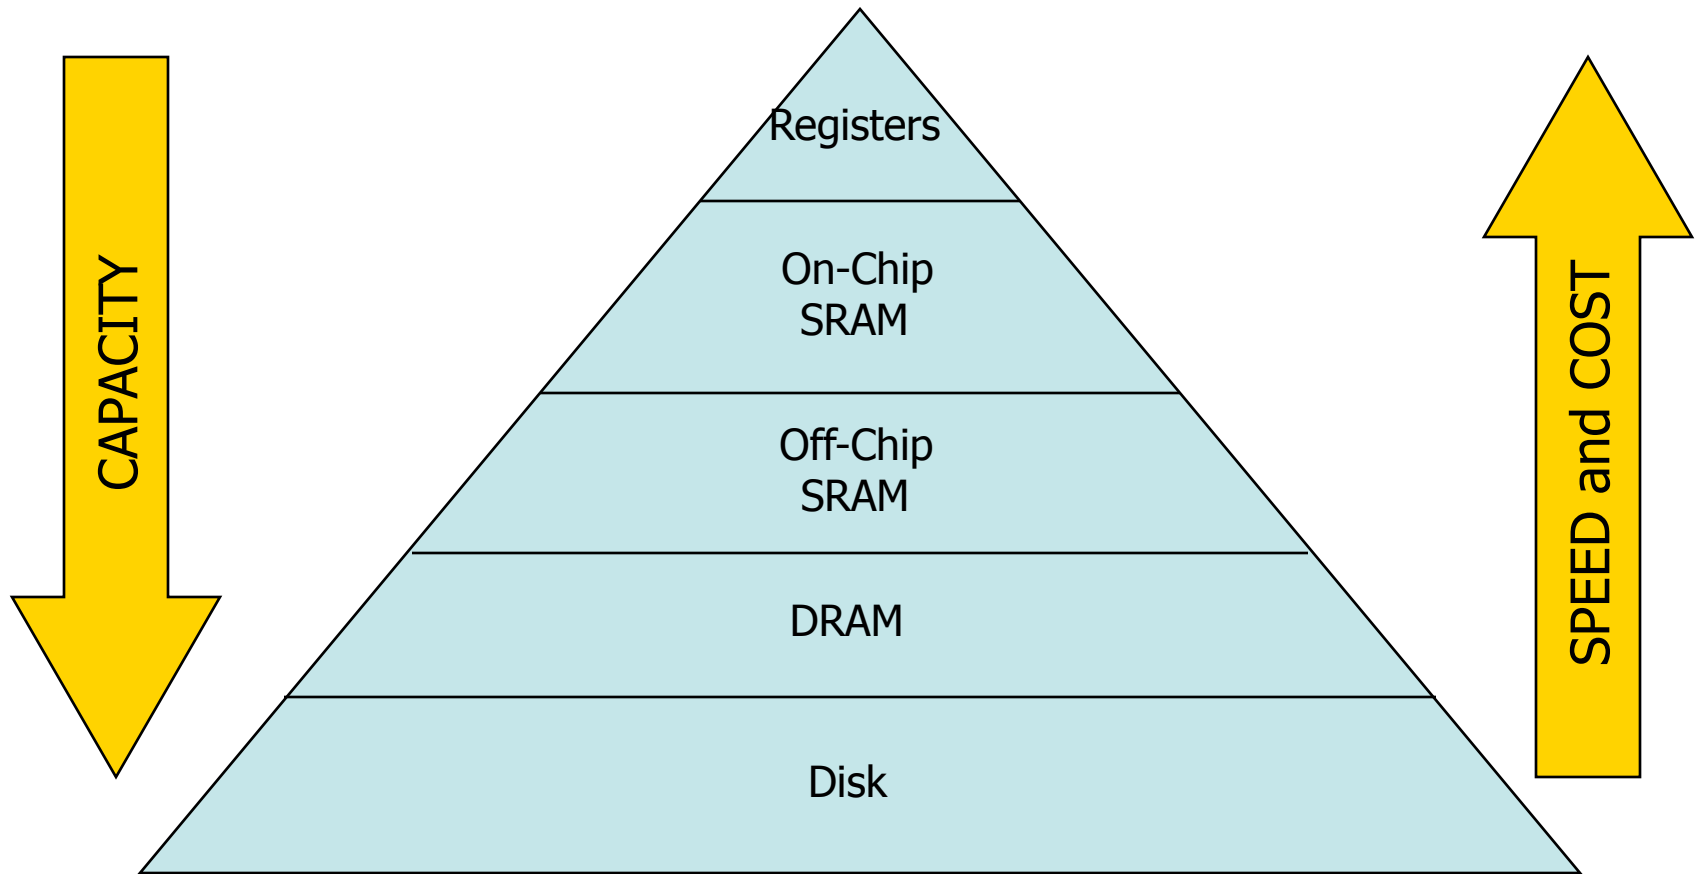 Registers
On-Chip
SRAM
Off-Chip
SRAM
DRAM
Disk
CAPACITY
SPEED and COST